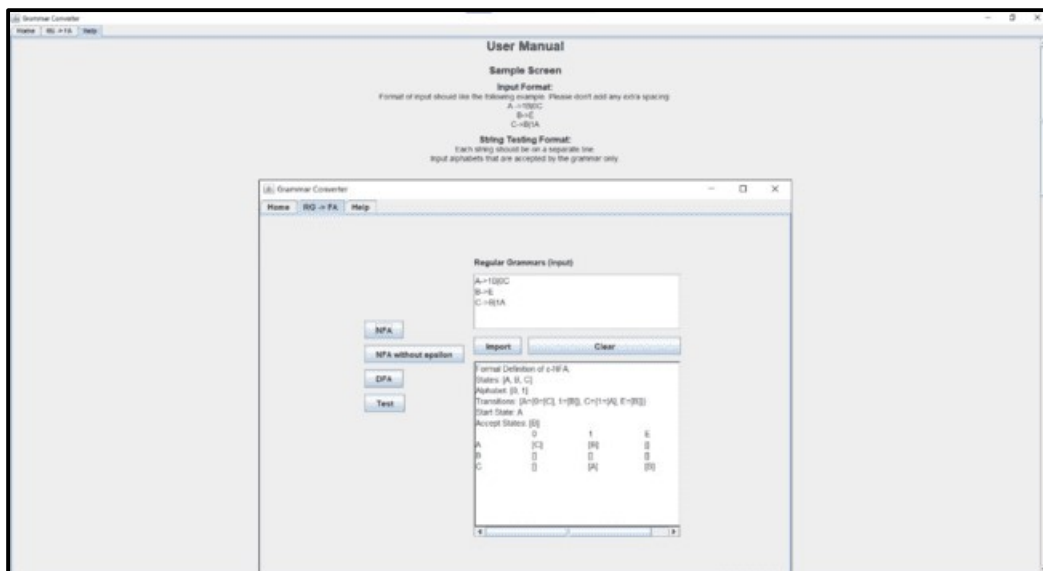 Grammar Converter
Home RG -> FA Help
User Manual
Sample Screen
Input Format:
Format of input should like the following example. Please don't add any extra spacing
A->1B|0C
B->E
C->B|1A
String Testing Format:
Each string should be on a separate line.
Input alphabets that are accepted by the grammar only.
Grammar Converter
Home RG -> FA Help
Regular Grammars (Input)
A->1B|0C
B->E
C->B|1A
NFA
Import Clear
NFA without epsilon
DFA
Test
Formal Definition of ε-NFA:
States: [A, B, C]
Alphabet: [0, 1]
Transitions: {A={0=[C], 1=[B]}, C={1=[A], E=[B]}}
Start State: A
Accept States: [B]
0 1 E
A [C] [B] []
B [] [] []
C [] [A] [B]